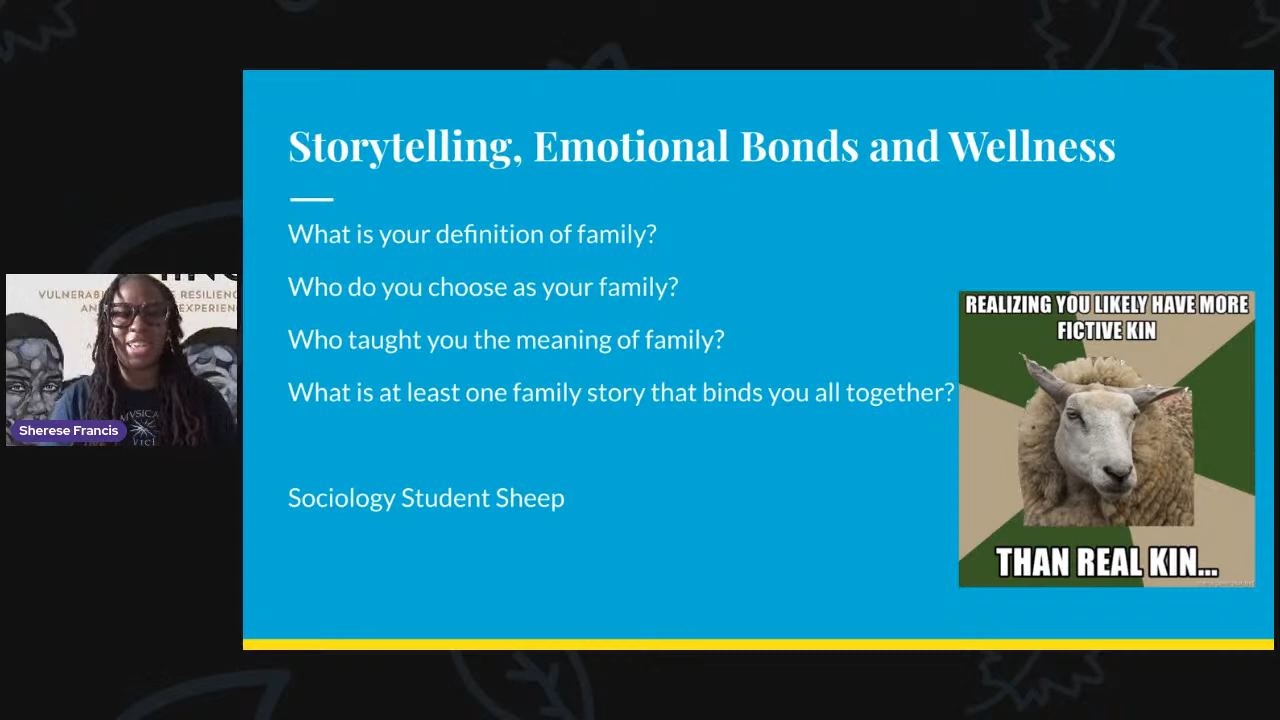 Storytelling, Emotional Bonds and Wellness
What is your definition of family?
Who do you choose as your family?
Who taught you the meaning of family?
What is at least one family story that binds you all together?
Sociology Student Sheep
REALIZING YOU LIKELY HAVE MORE
FICTIVE KIN
THAN REAL KIN...
RESILIENC
EXPERIEN
Sherese Francis